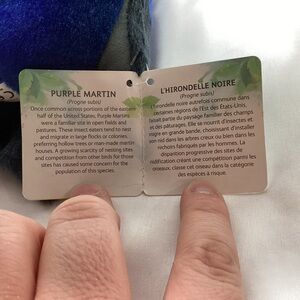 PURPLE MARTIN
(Progne subis)
Once common across portions of the eastern
half of the United States, Purple Martins
were a familiar site in open fields and
pastures. These insect eaters tend to nest
and migrate in large flocks or colonies,
preferring hollow trees or man-made martin
houses. A growing scarcity of nesting sites
and competition from other birds for those
sites has caused some concern for the
population of this species.
L'HIRONDELLE NOIRE
(Progne subis)
L'hirondelle noire autrefois commune dans
certaines régions de l'Est des États-Unis,
faisait partie du paysage familier des champs
et des pâturages. Elle se nourrit d'insectes et
migre en grande bande, choisissant d'installer
son nid dans les arbres creux ou bien dans les
nichoirs fabriqués par les hommes. La
disparition progressive des sites de
nidification créant une compétition parmi les
oiseaux, classe cet oiseau dans la catégorie
des espèces à risque.